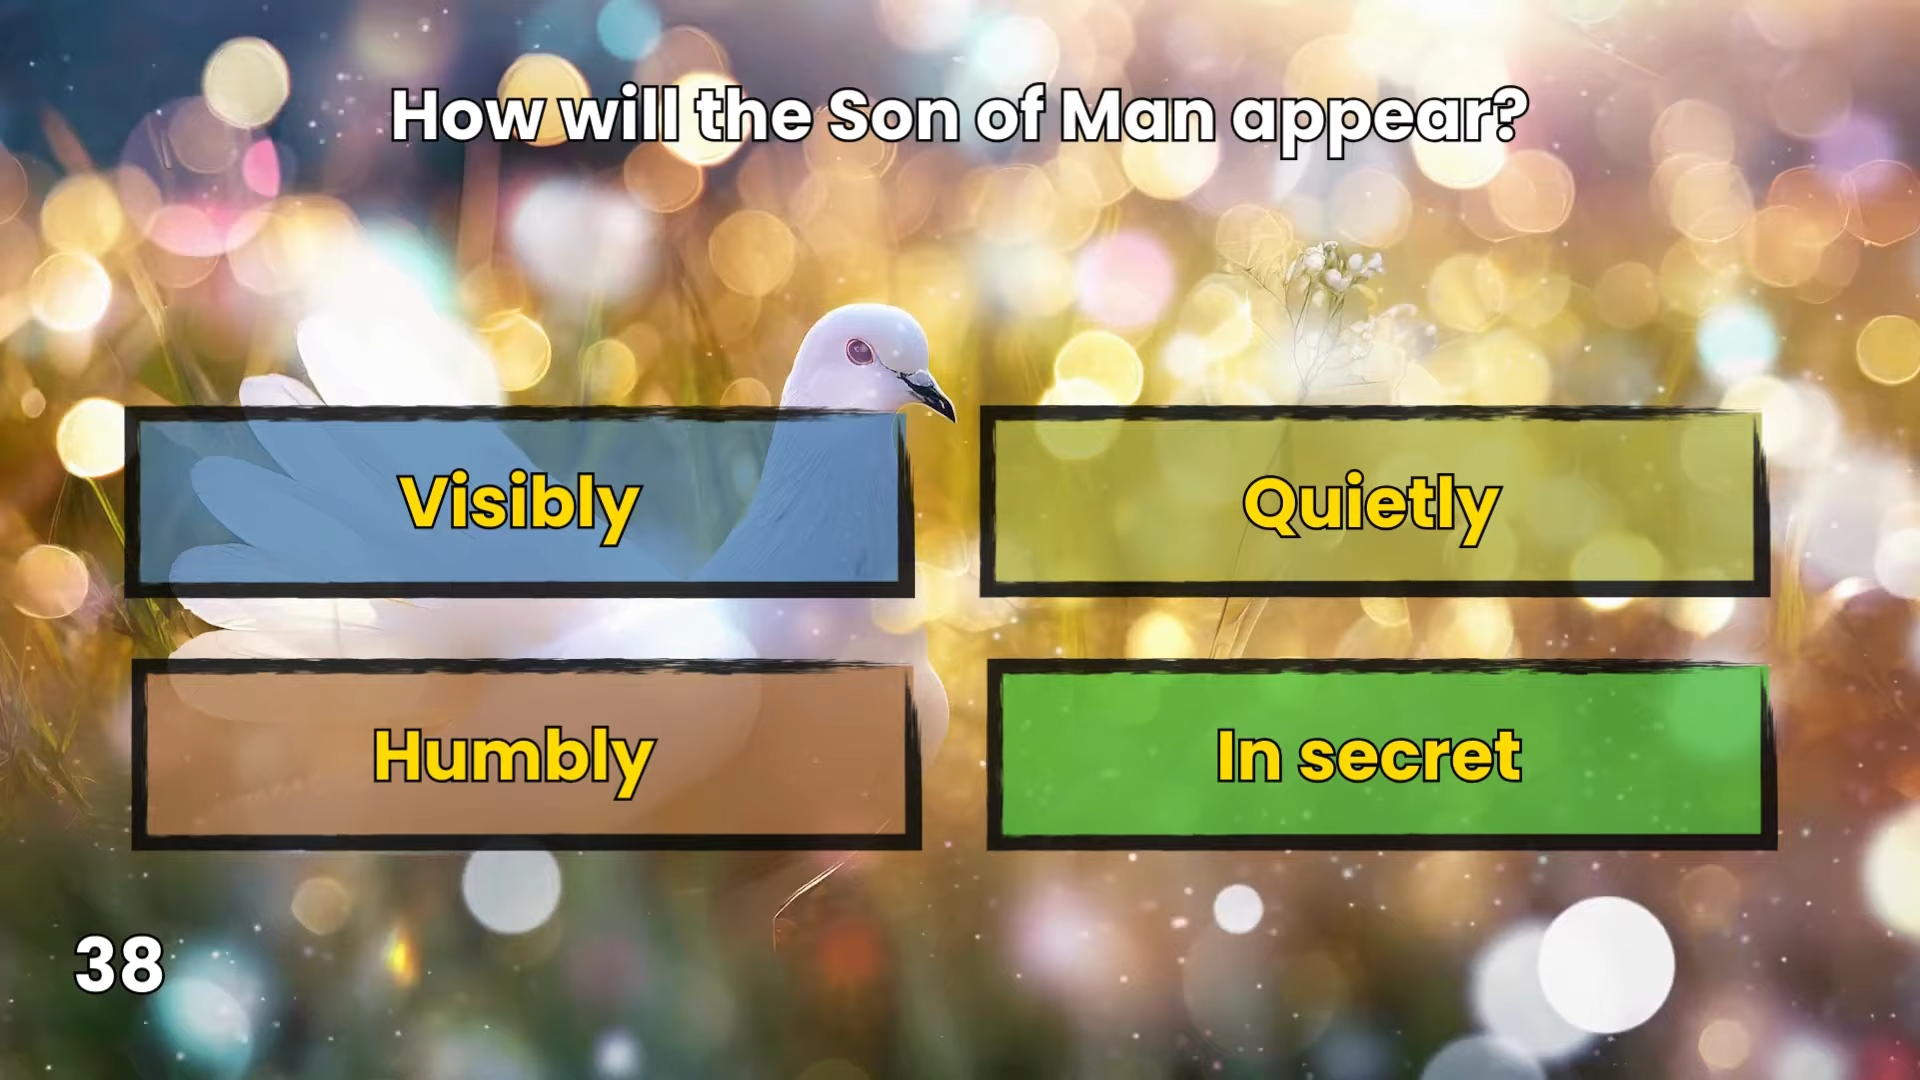 How will the Son of Man appear?
Visibly
Quietly
Humbly
In secret
38